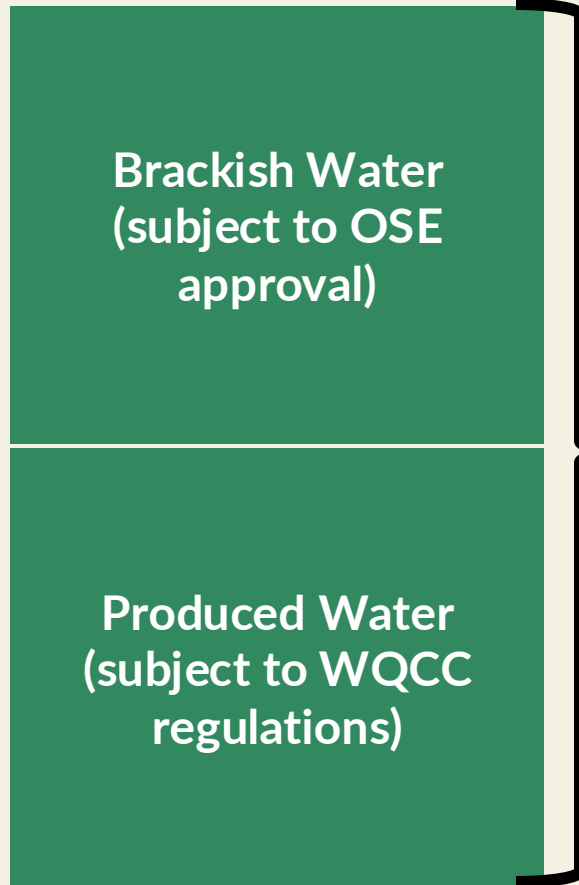 Brackish Water
(subject to OSE
approval)
Produced Water
(subject to WQCC
regulations)